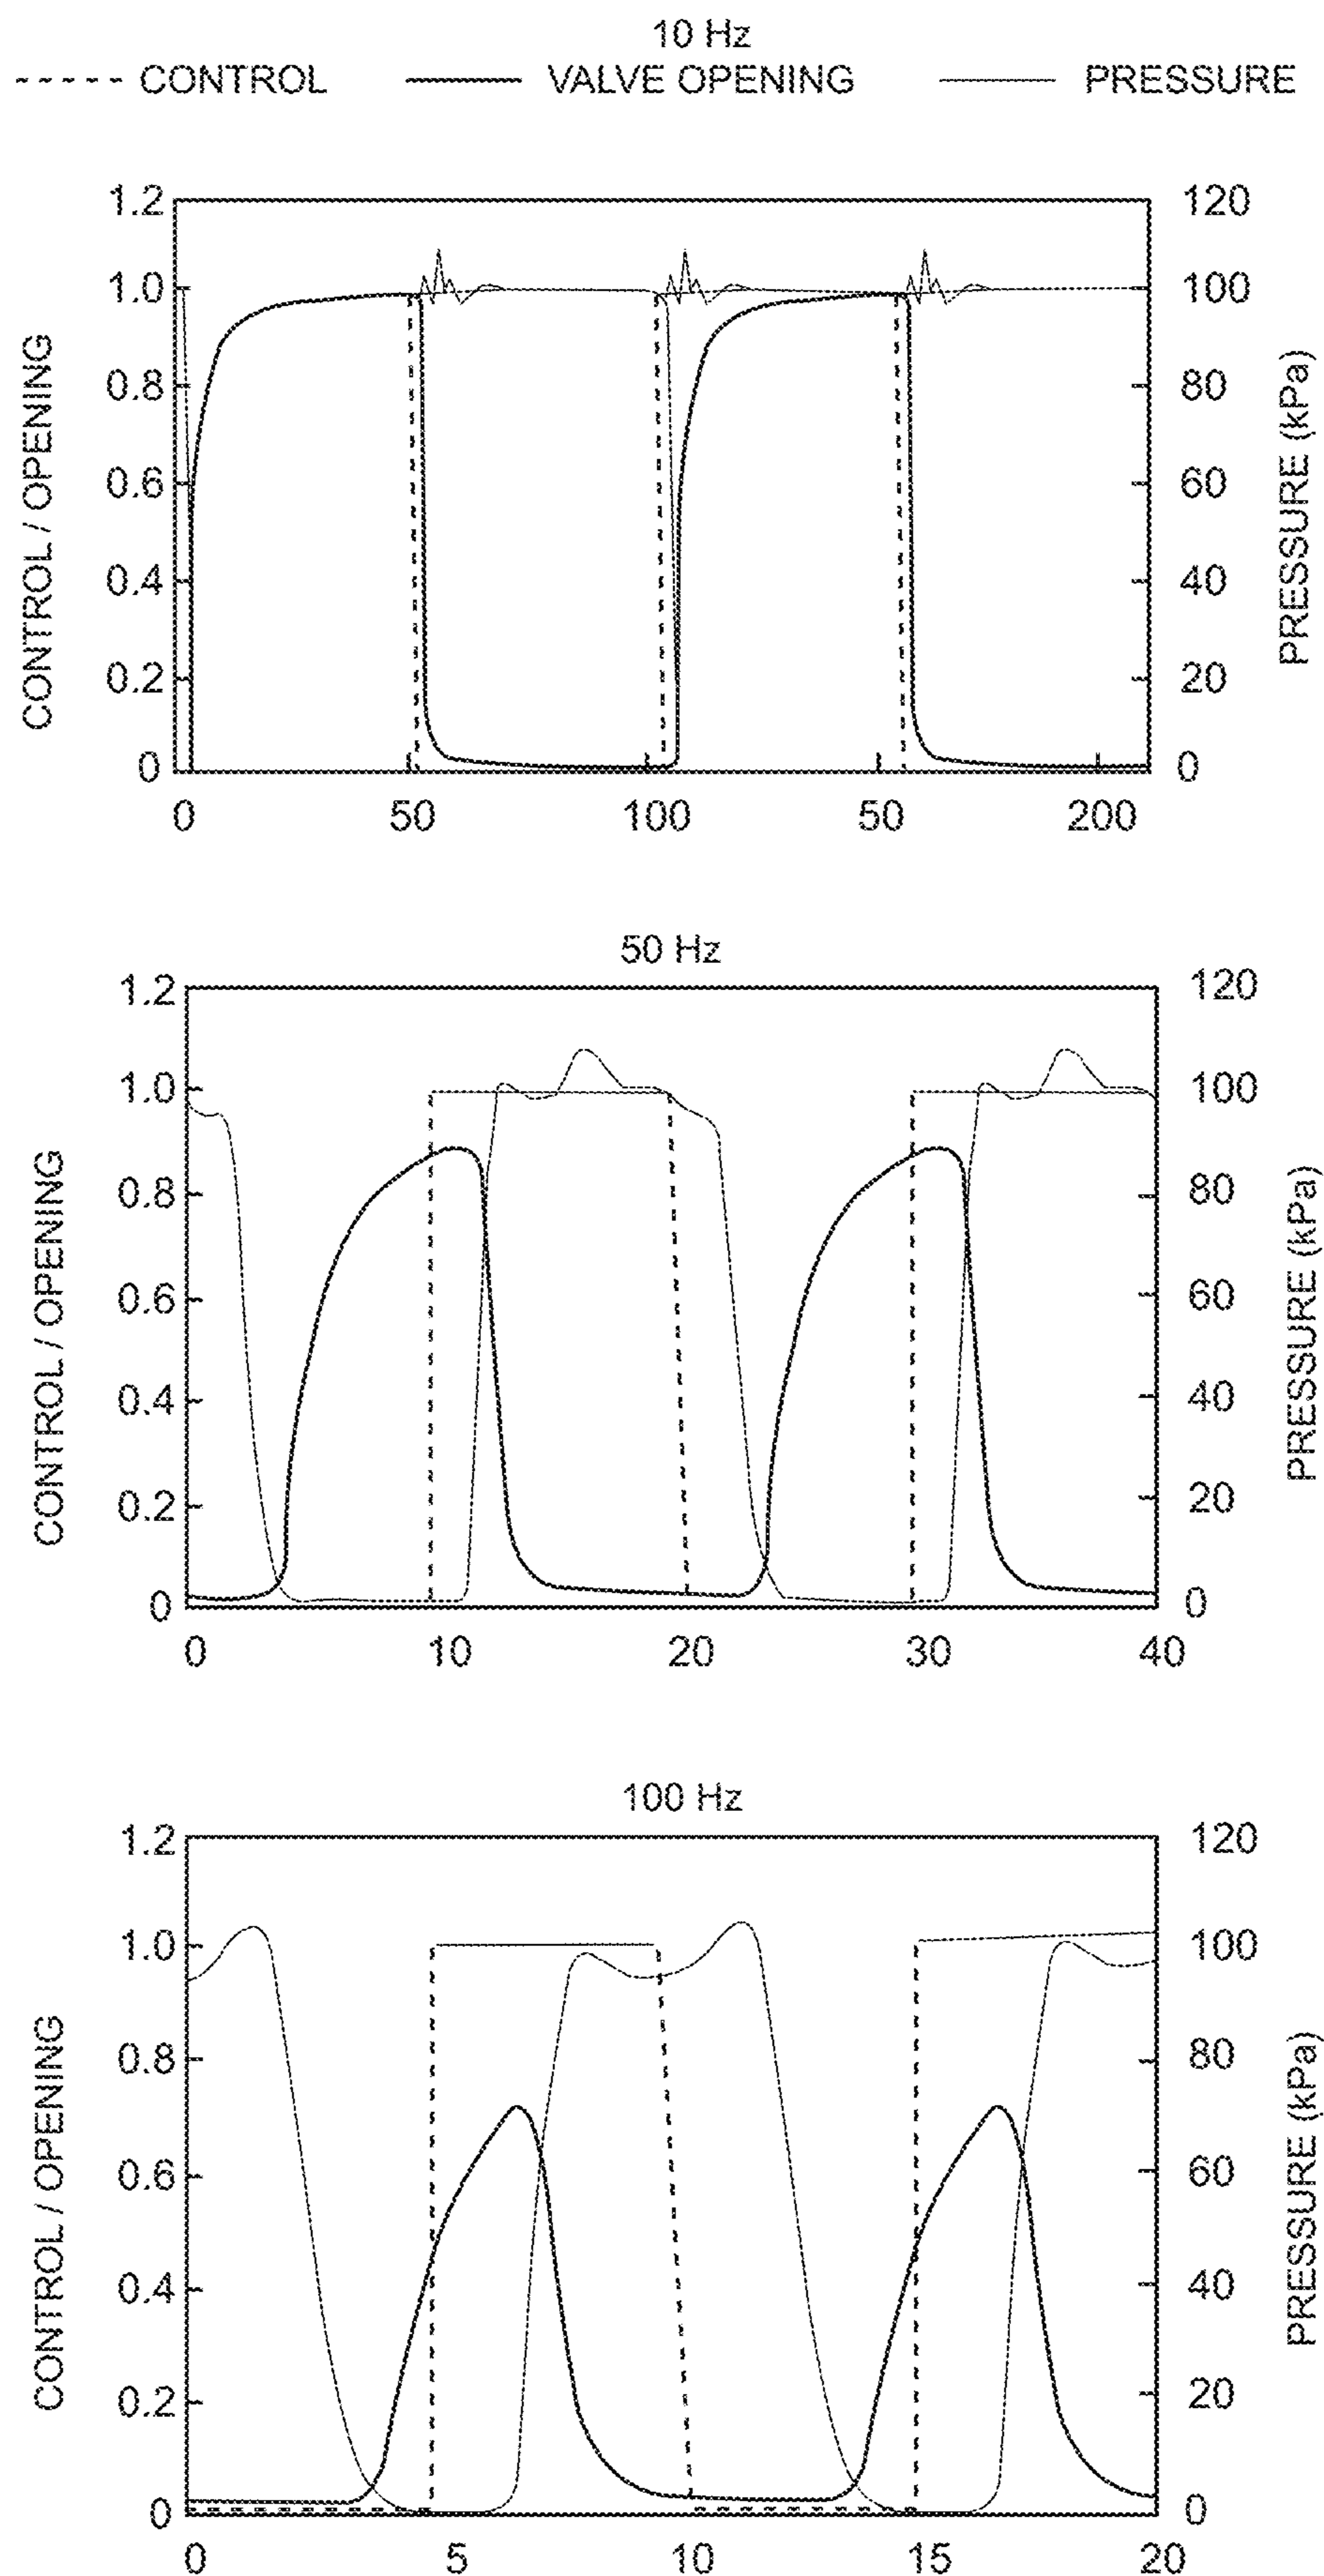 10 Hz
CONTROL VALVE OPENING PRESSURE
1.2 120
1.0 100
0.8 80
0.6 60
0.4 40
0.2 20
0 0
CONTROL / OPENING
PRESSURE (kPa)
0 50 100 50 200
50 Hz
1.2 120
1.0 100
0.8 80
0.6 60
0.4 40
0.2 20
0 0
CONTROL / OPENING
PRESSURE (kPa)
0 10 20 30 40
100 Hz
1.2 120
1.0 100
0.8 80
0.6 60
0.4 40
0.2 20
0 0
CONTROL / OPENING
PRESSURE (kPa)
0 5 10 15 20